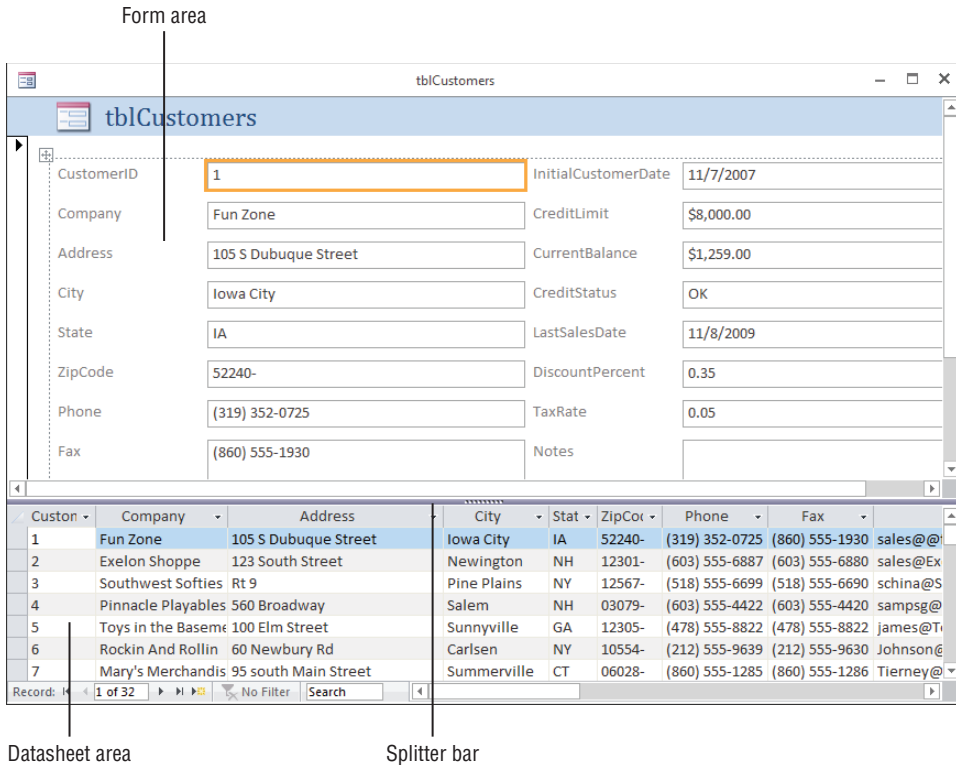 Form area
tblCustomers
tblCustomers
CustomerID 1 InitialCustomerDate 11/7/2007
Company Fun Zone CreditLimit $8,000.00
Address 105 S Dubuque Street CurrentBalance $1,259.00
City Iowa City CreditStatus OK
State IA LastSalesDate 11/8/2009
ZipCode 52240- DiscountPercent 0.35
Phone (319) 352-0725 TaxRate 0.05
Fax (860) 555-1930 Notes
Custon Company Address City Stat ZipCoc Phone Fax
1 Fun Zone 105 S Dubuque Street Iowa City IA 52240- (319) 352-0725 (860) 555-1930 sales@@
2 Exelon Shoppe 123 South Street Newington NH 12301- (603) 555-6887 (603) 555-6880 sales@Ex
3 Southwest Softies Rt 9 Pine Plains NY 12567- (518) 555-6699 (518) 555-6690 schina@S
4 Pinnacle Playables 560 Broadway Salem NH 03079- (603) 555-4422 (603) 555-4420 sampsg@
5 Toys in the Baseme 100 Elm Street Sunnyville GA 12305- (478) 555-8822 (478) 555-8822 james@T
6 Rockin And Rollin 60 Newbury Rd Carlsen NY 10554- (212) 555-9639 (212) 555-9630 Johnson@
7 Mary's Merchandis 95 south Main Street Summerville CT 06028- (860) 555-1285 (860) 555-1286 Tierney@
Record: 1 of 32 No Filter Search
Datasheet area Splitter bar